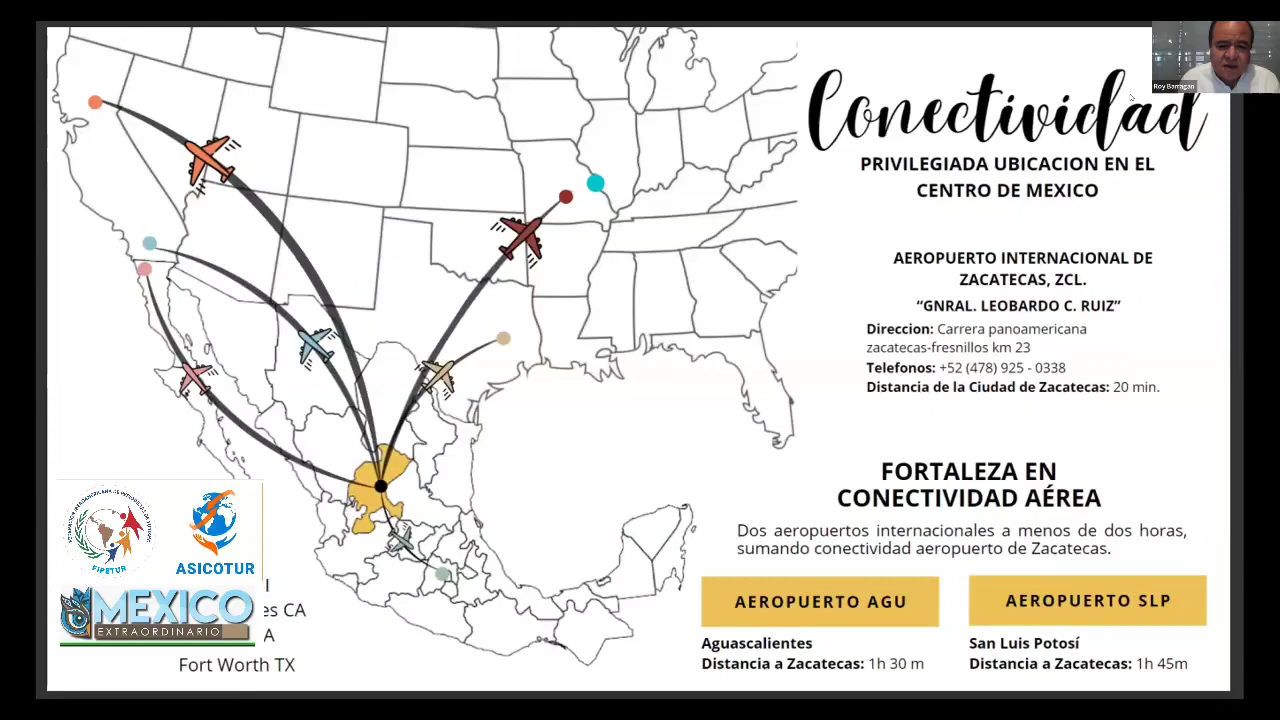 Conectividad
Roy Barragan
PRIVILEGIADA UBICACION EN EL
CENTRO DE MEXICO
AEROPUERTO INTERNACIONAL DE
ZACATECAS, ZCL.
“GNRAL. LEOBARDO C. RUIZ”
Direccion: Carrera panoamericana
zacatecas-fresnillos km 23
Telefonos: +52 (478) 925 - 0338
Distancia de la Ciudad de Zacatecas: 20 min.
FORTALEZA EN
CONECTIVIDAD AÉREA
Dos aeropuertos internacionales a menos de dos horas,
sumando conectividad aeropuerto de Zacatecas.
AEROPUERTO AGU
Aguascalientes
Distancia a Zacatecas: 1h 30 m
AEROPUERTO SLP
San Luis Potosí
Distancia a Zacatecas: 1h 45m
FIPETUR
ASICOTUR
MEXICO
EXTRAORDINARIO
es CA
A
Fort Worth TX